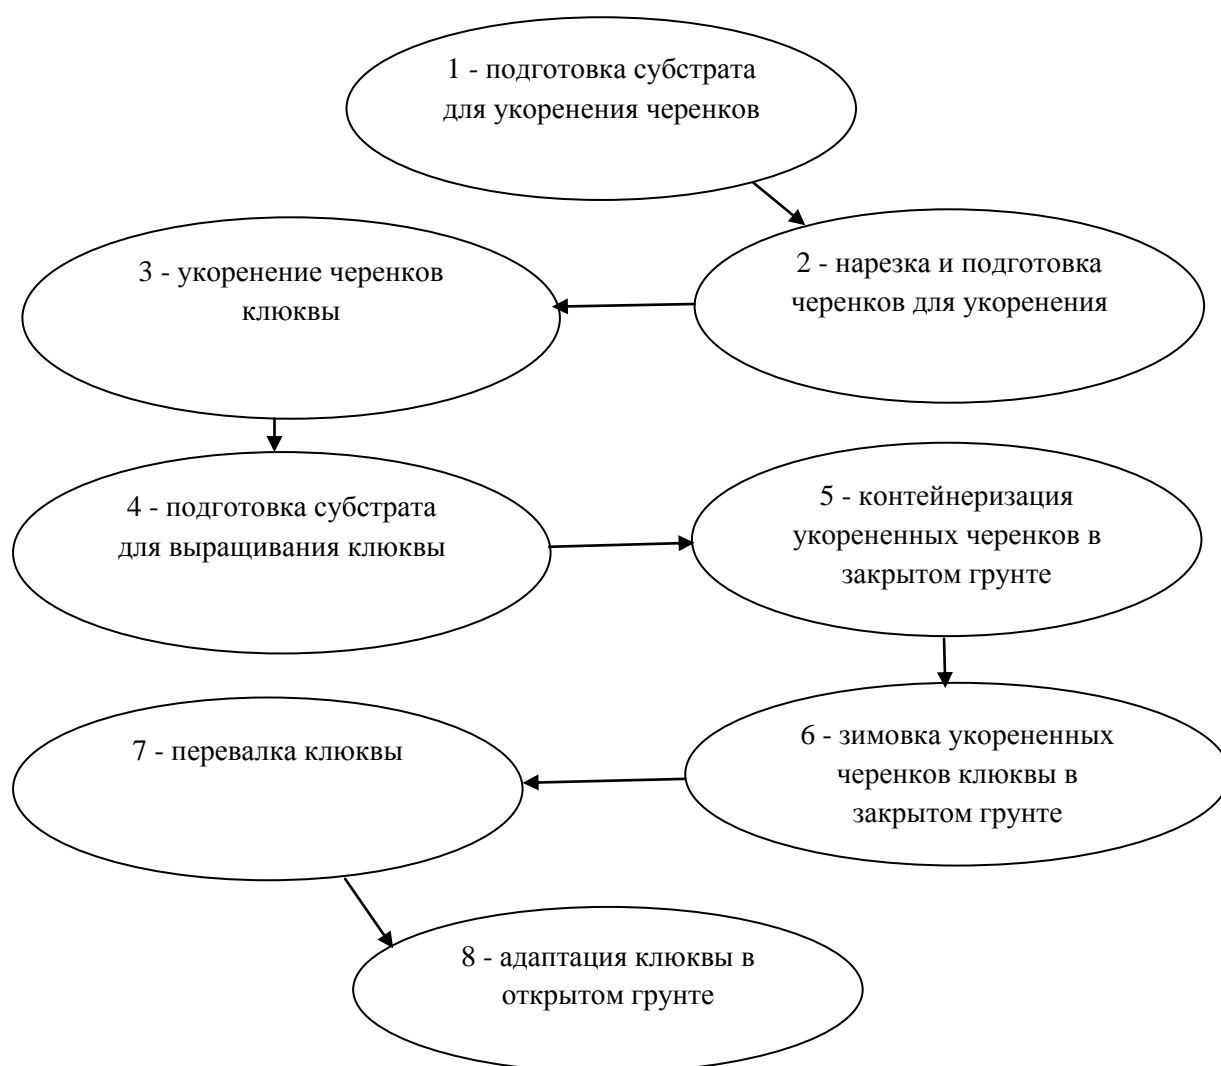 1 - подготовка субстрата
для укоренения черенков
2 - нарезка и подготовка
черенков для укоренения
3 - укоренение черенков
клюквы
4 - подготовка субстрата
для выращивания клюквы
5 - контейнеризация
укорененных черенков в
закрытом грунте
6 - зимовка укорененных
черенков клюквы в
закрытом грунте
7 - перевалка клюквы
8 - адаптация клюквы в
открытом грунте